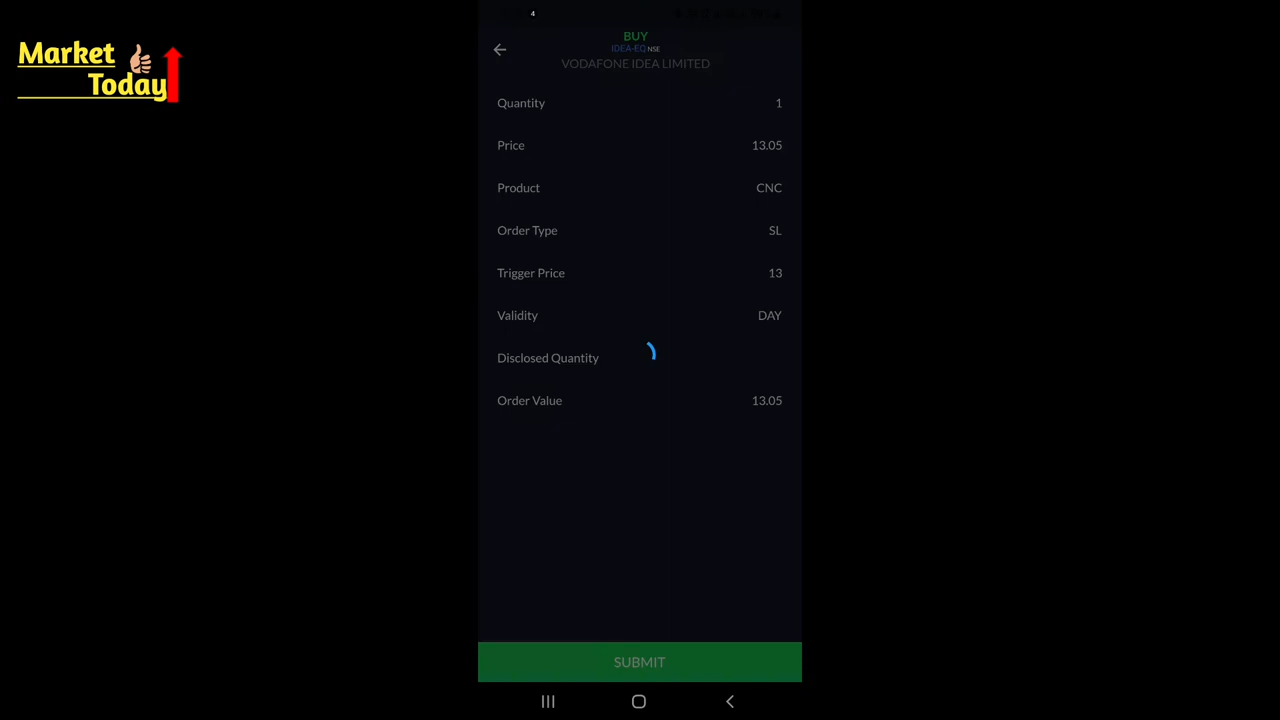 Market
Today
4
BUY
IDEA-EQ NSE
VODAFONE IDEA LIMITED
Quantity 1
Price 13.05
Product CNC
Order Type SL
Trigger Price 13
Validity DAY
Disclosed Quantity
Order Value 13.05
SUBMIT